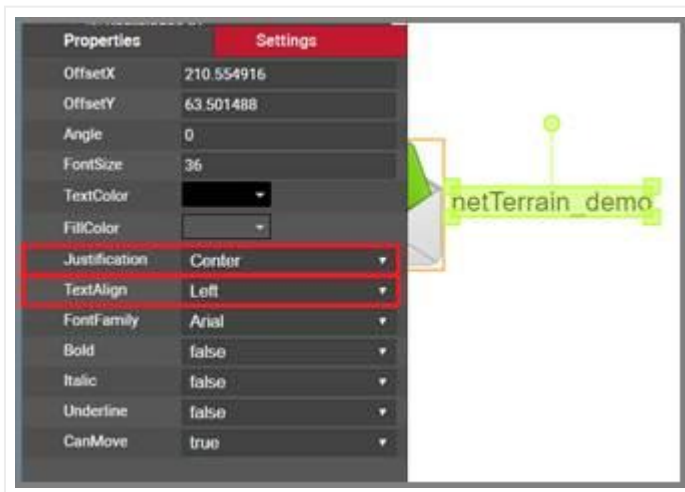 Properties Settings
OffsetX 210.554916
OffsetY 63.501488
Angle 0
FontSize 36
TextColor
FillColor
Justification Center
TextAlign Left
FontFamily Arial
Bold false
Italic false
Underline false
CanMove true
netTerrain_demo